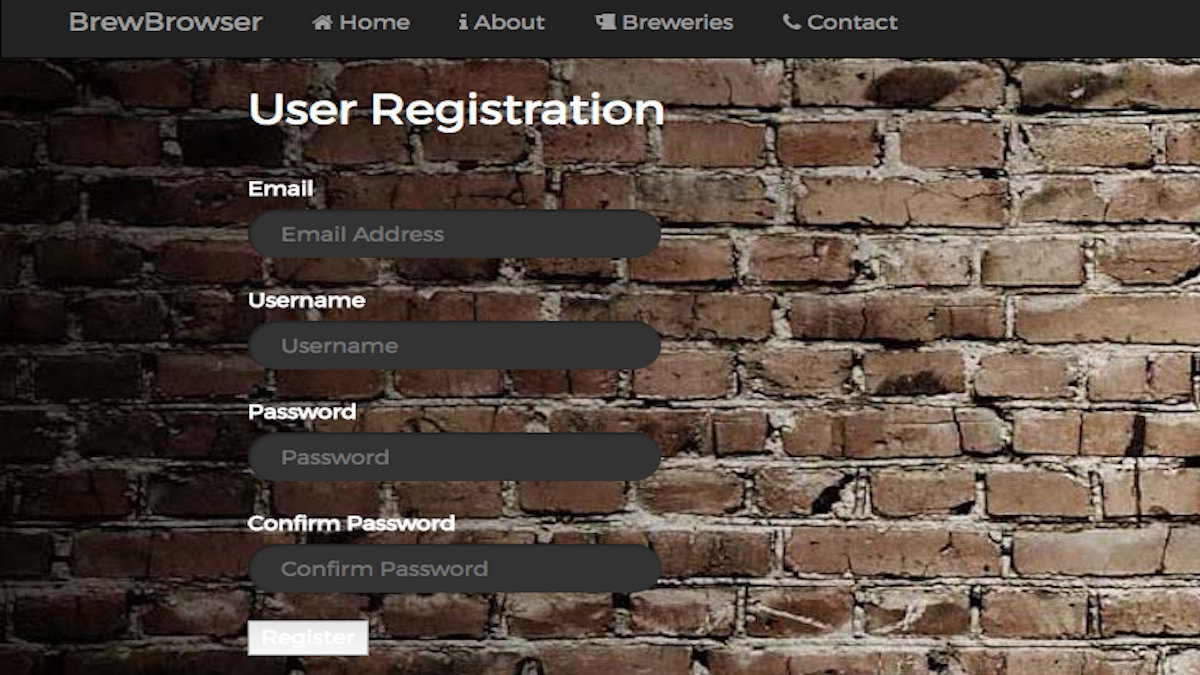 BrewBrowser Home About Breweries Contact
User Registration
Email
Email Address
Username
Username
Password
Password
Confirm Password
Confirm Password
Register